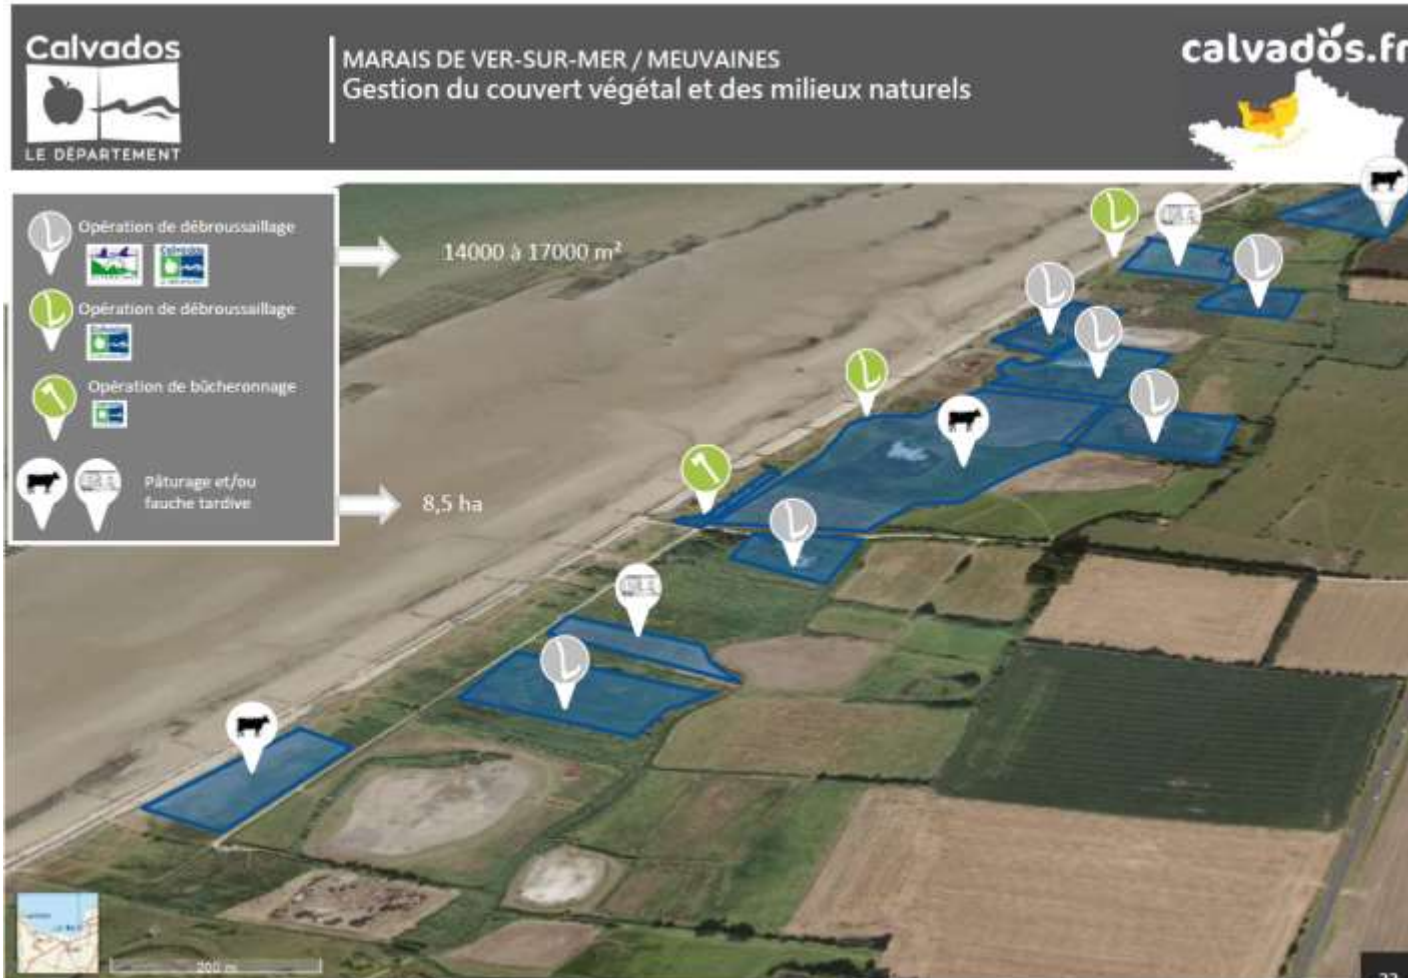 Calvados
LE DÉPARTEMENT
MARAIS DE VER-SUR-MER / MEUVAINES
Gestion du couvert végétal et des milieux naturels
calvados.fr
Opération de débroussaillage
14000 à 17000 m²
Opération de débroussaillage
Opération de bûcheronnage
Pâturage et/ou
fauche tardive
8,5 ha
200 m